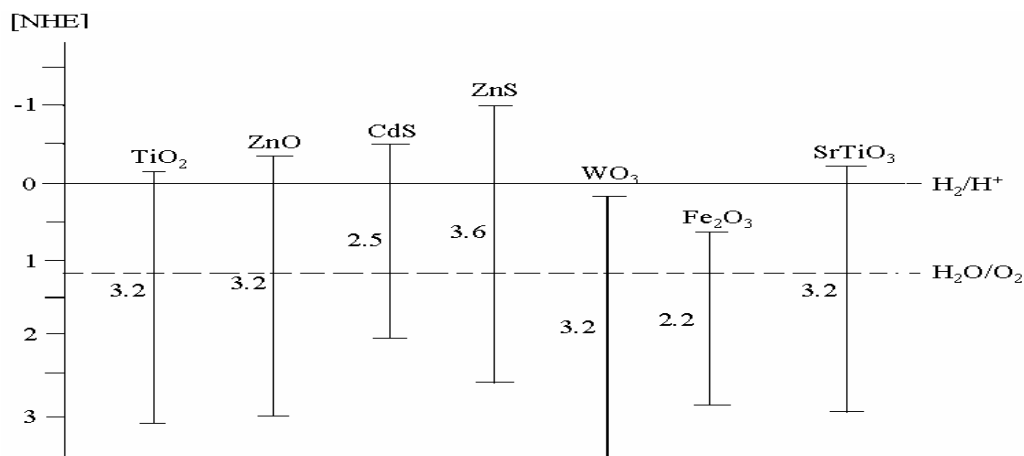 [NHE]
ZnS
-1
CdS
ZnO
TiO₂
SrTiO₃
WO₃
0
H₂/H⁺
Fe₂O₃
2.5
3.6
1
H₂O/O₂
3.2
3.2
3.2
2
3.2
2.2
3